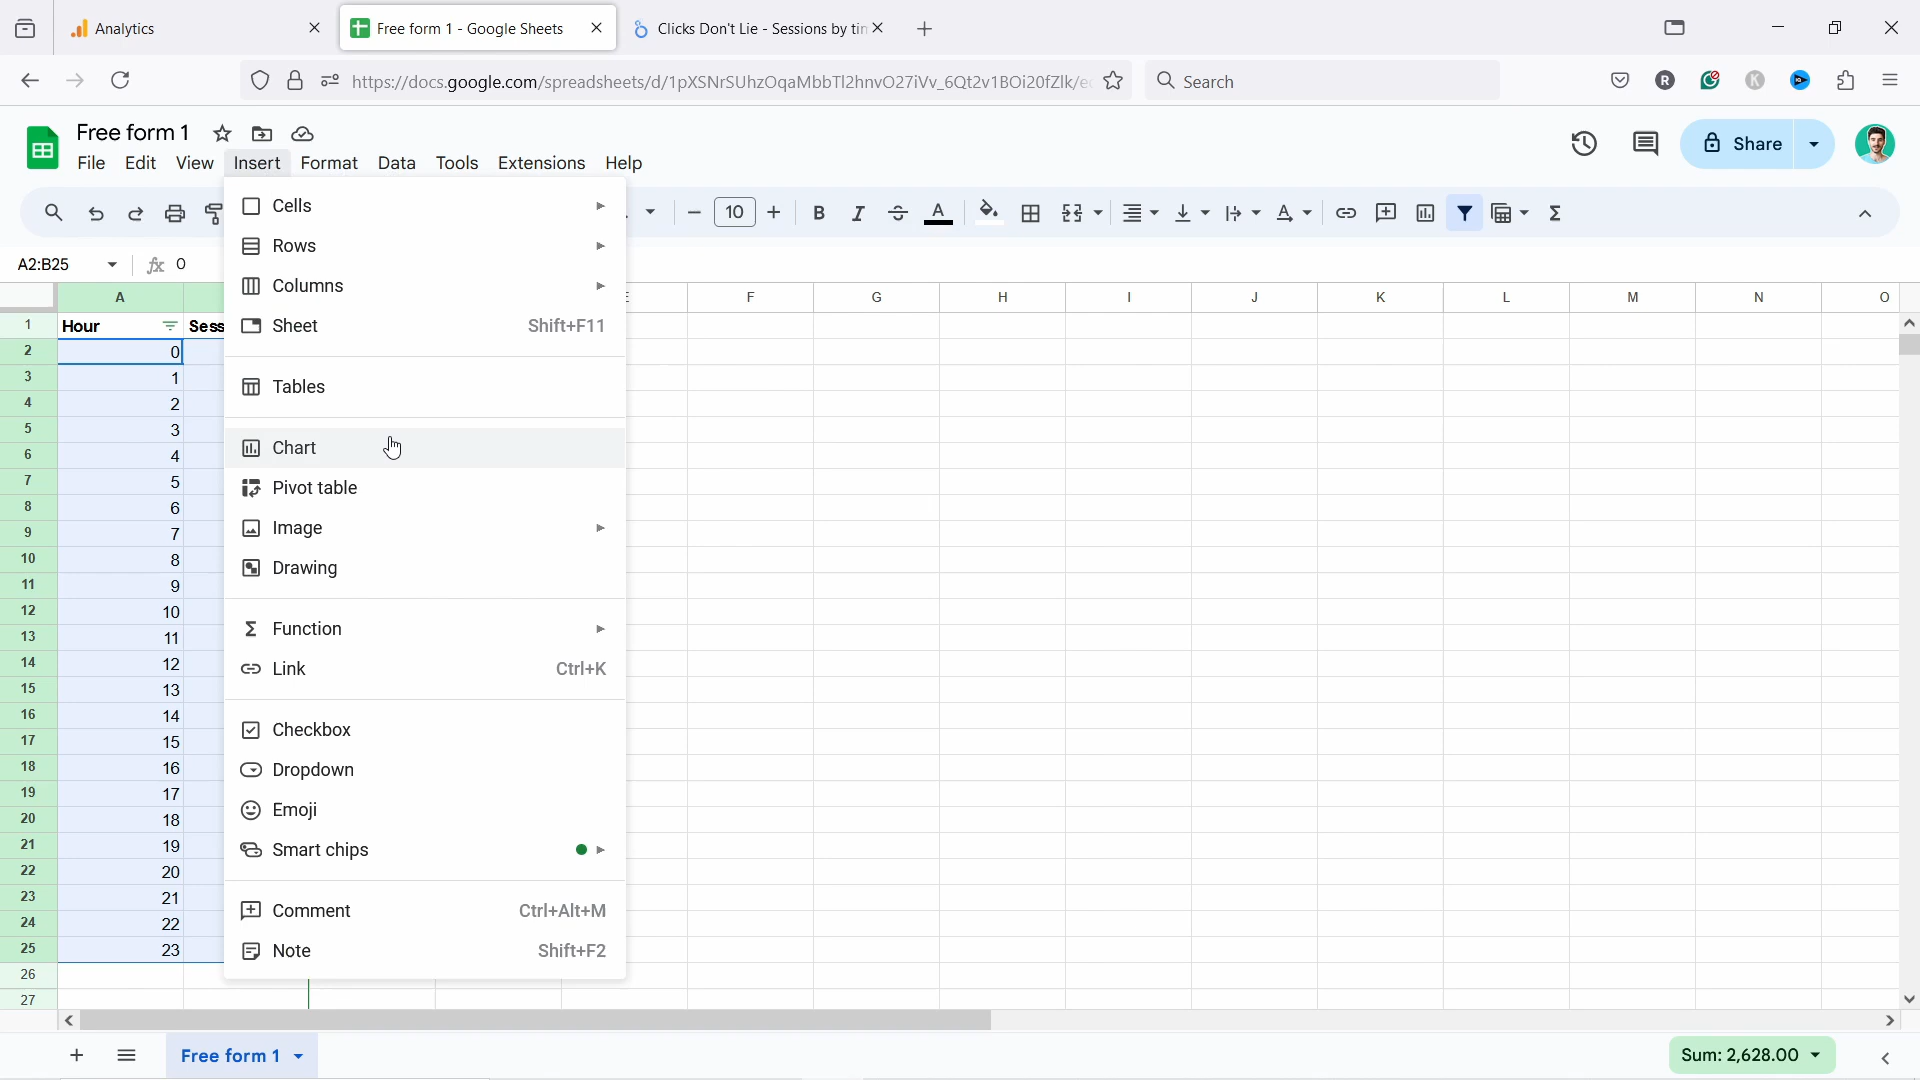 Analytics
Free form 1 - Google Sheets
Clicks Don't Lie - Sessions by tin
https://docs.google.com/spreadsheets/d/1pXSNrSUhzOqaMbbTl2hnvO27iVv_6Qt2v1BOi20fZlk/e
Search
Free form 1
File Edit View Insert Format Data Tools Extensions Help
Share
10
A2:B25
0
Cells
Rows
Columns
Sheet Shift+F11
Tables
Chart
Pivot table
Image
Drawing
Function
Link Ctrl+K
Checkbox
Dropdown
Emoji
Smart chips
Comment Ctrl+Alt+M
Note Shift+F2
A E F G H I J K L M N O
1 Hour Sess
2 0
3 1
4 2
5 3
6 4
7 5
8 6
9 7
10 8
11 9
12 10
13 11
14 12
15 13
16 14
17 15
18 16
19 17
20 18
21 19
22 20
23 21
24 22
25 23
26
27
Free form 1
Sum: 2,628.00